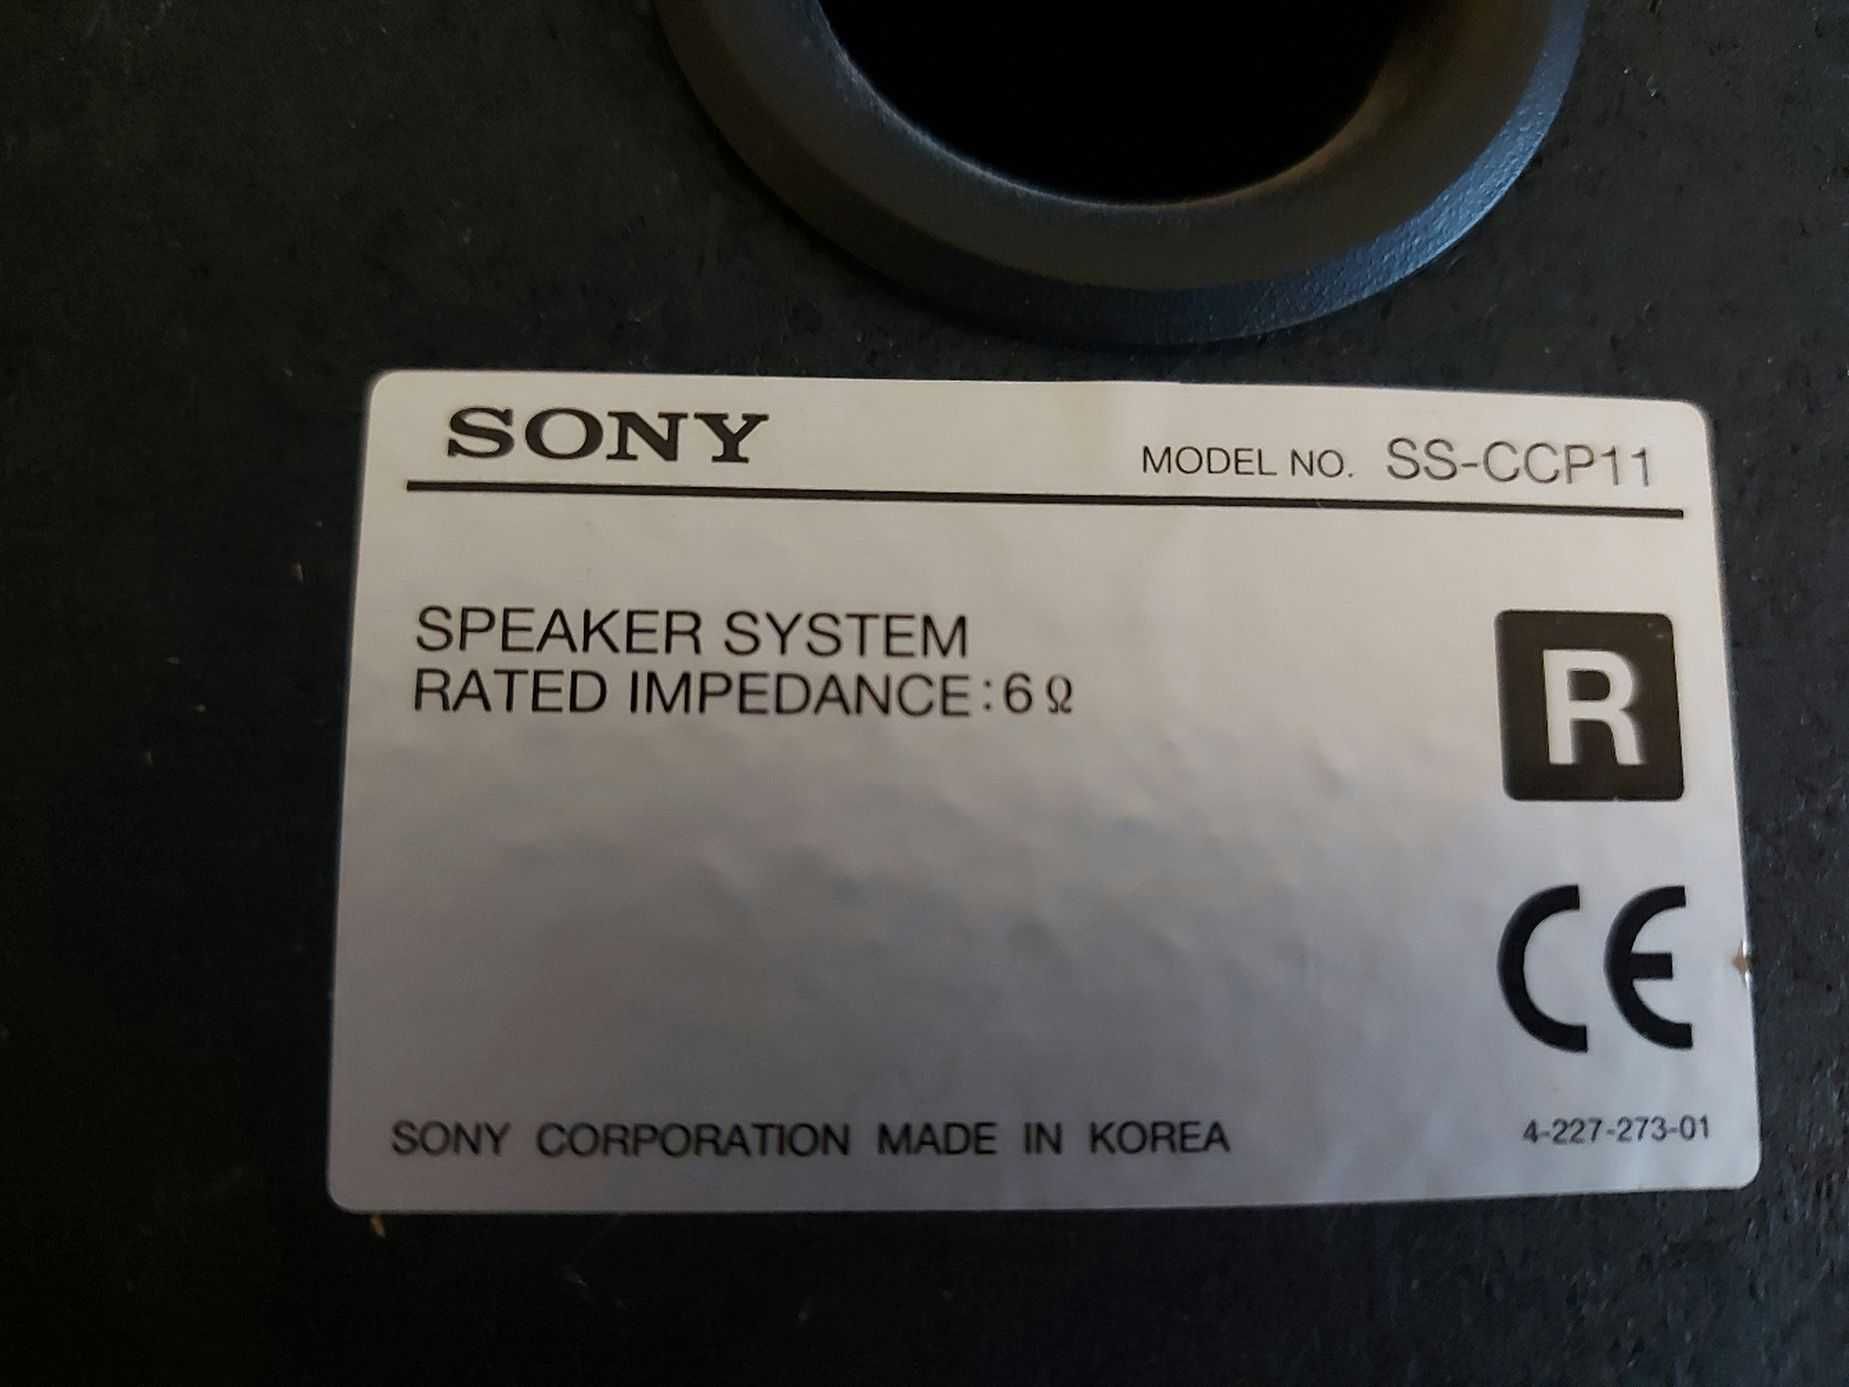 SONY
MODEL NO. SS-CCP11
SPEAKER SYSTEM
RATED IMPEDANCE:6Ω
R
CE
SONY CORPORATION MADE IN KOREA
4-227-273-01